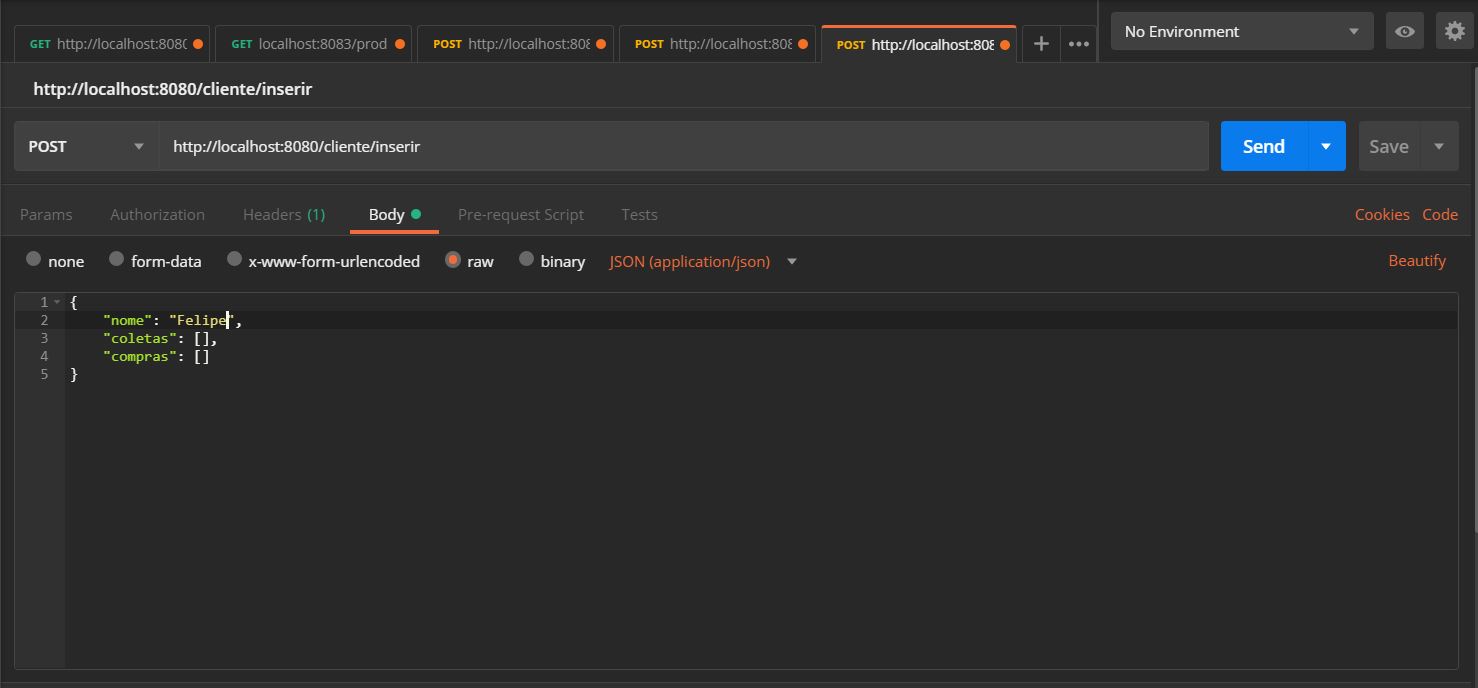 GET http://localhost:8080 GET localhost:8083/prod POST http://localhost:808 POST http://localhost:808 POST http://localhost:808 + ••• No Environment
http://localhost:8080/cliente/inserir
POST http://localhost:8080/cliente/inserir Send Save
Params Authorization Headers (1) Body Pre-request Script Tests Cookies Code
none form-data x-www-form-urlencoded raw binary JSON (application/json) Beautify
1 {
2 "nome": "Felipe",
3 "coletas": [],
4 "compras": []
5 }